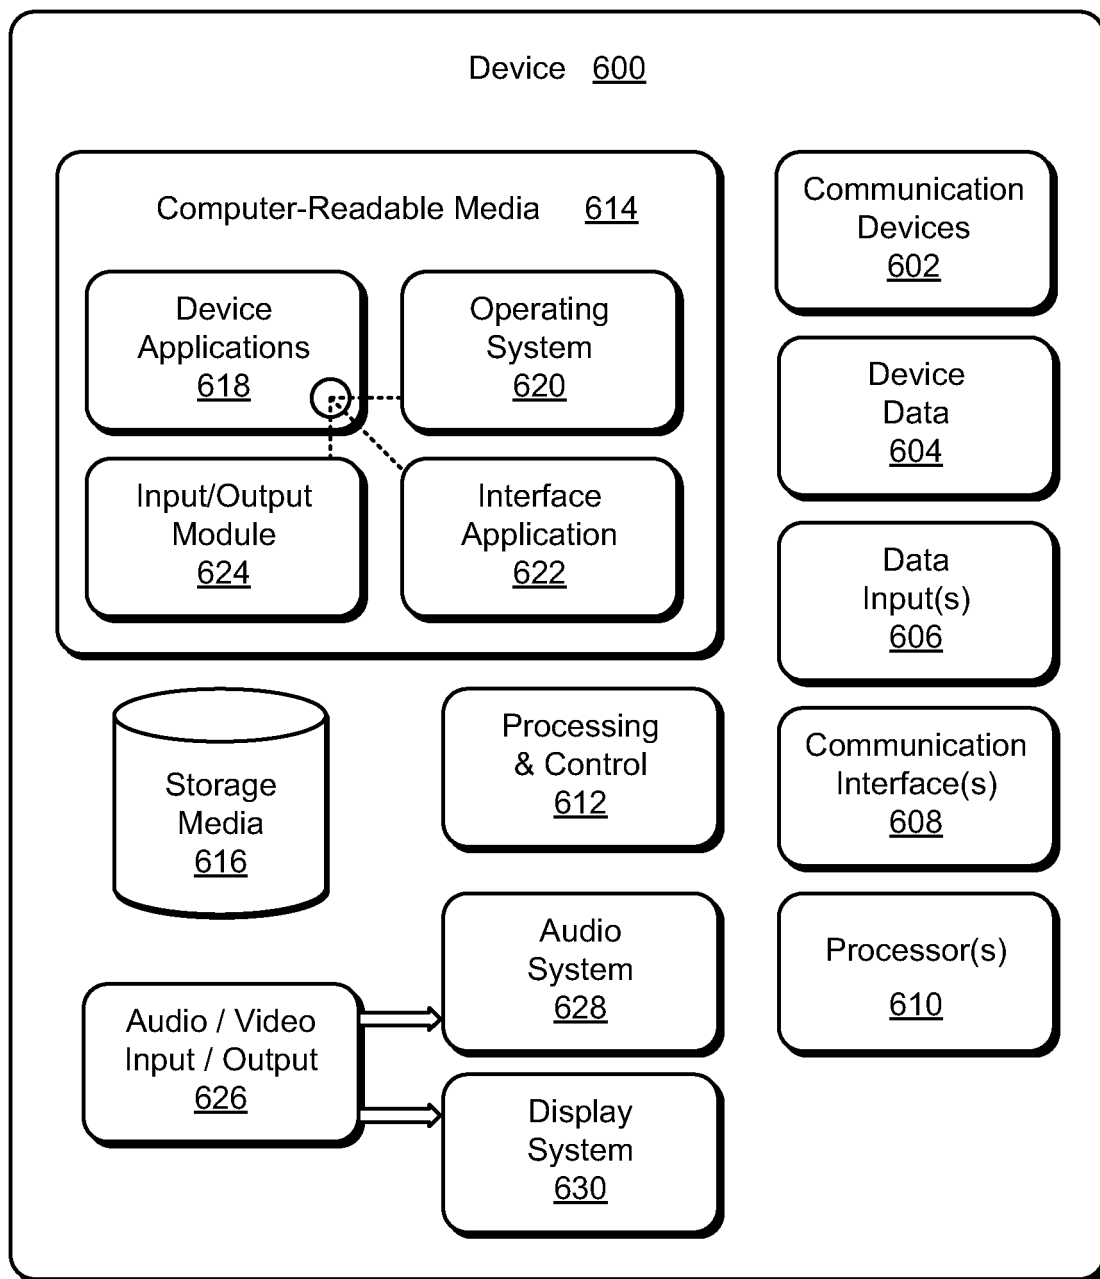 Device 600
Computer-Readable Media 614
Device
Applications
618
Operating
System
620
Input/Output
Module
624
Interface
Application
622
Communication
Devices
602
Device
Data
604
Data
Input(s)
606
Communication
Interface(s)
608
Processor(s)
610
Storage
Media
616
Processing
& Control
612
Audio / Video
Input / Output
626
Audio
System
628
Display
System
630